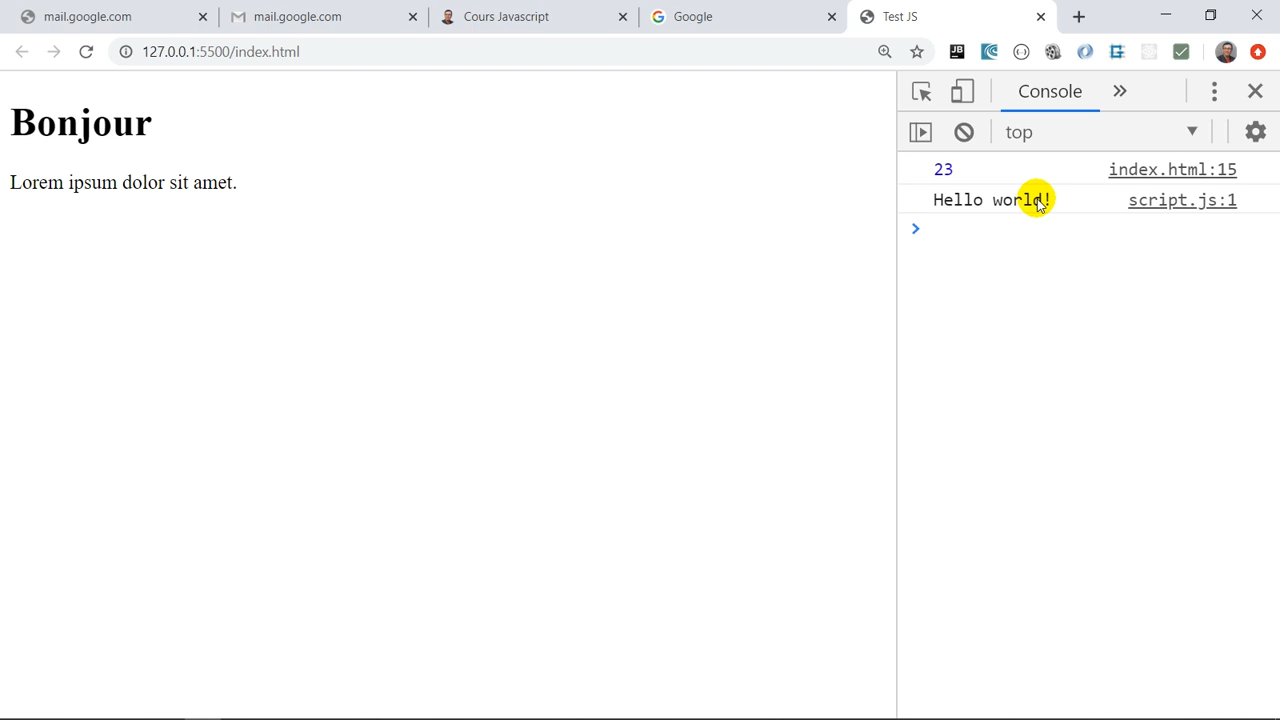 mail.google.com
mail.google.com
Cours Javascript
Google
Test JS
127.0.0.1:5500/index.html
JB
Bonjour
Lorem ipsum dolor sit amet.
Console
top
23 index.html:15
Hello world! script.js:1